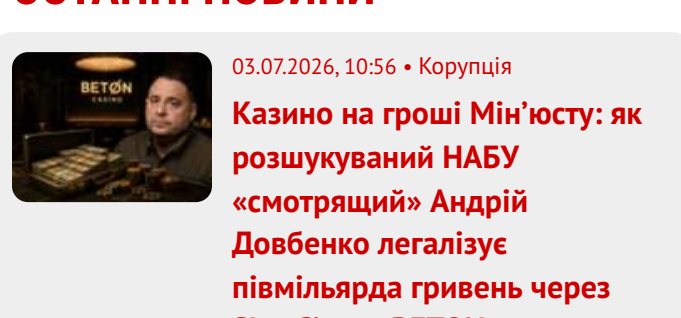 03.07.2026, 10:56 • Корупція
BETØN
CASINO
Казино на гроші Мін’юсту: як
розшукуваний НАБУ
«смотрящий» Андрій
Довбенко легалізує
півмільярда гривень через